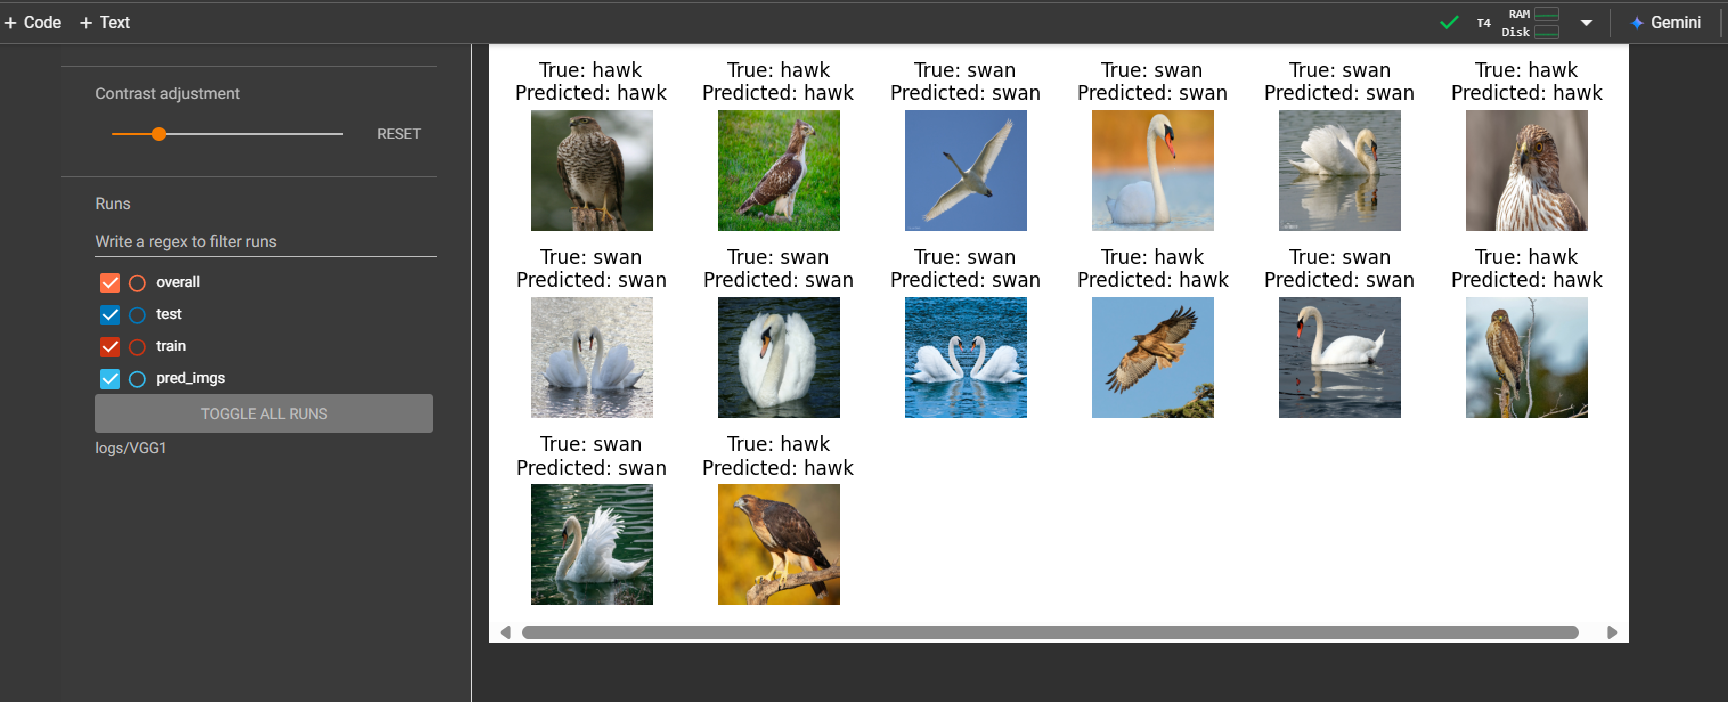 + Code + Text
T4
RAM
Disk
Gemini
Contrast adjustment
RESET
Runs
Write a regex to filter runs
overall
test
train
pred_imgs
TOGGLE ALL RUNS
logs/VGG1
True: hawk
Predicted: hawk
True: hawk
Predicted: hawk
True: swan
Predicted: swan
True: swan
Predicted: swan
True: swan
Predicted: swan
True: hawk
Predicted: hawk
True: swan
Predicted: swan
True: swan
Predicted: swan
True: swan
Predicted: swan
True: hawk
Predicted: hawk
True: swan
Predicted: swan
True: hawk
Predicted: hawk
True: swan
Predicted: swan
True: hawk
Predicted: hawk